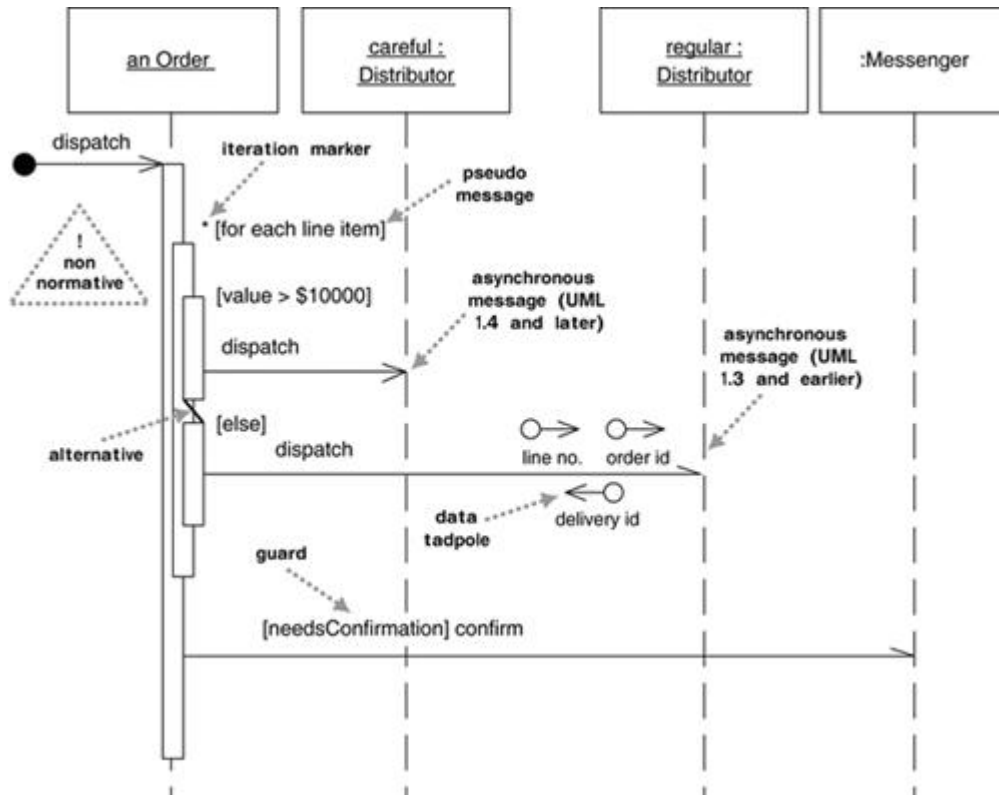 an Order
careful :
Distributor
regular :
Distributor
:Messenger
dispatch
iteration marker
pseudo
message
* [for each line item]
!
non
normative
[value > $10000]
asynchronous
message (UML
1.4 and later)
dispatch
asynchronous
message (UML
1.3 and earlier)
[else]
alternative
dispatch
line no.
order id
data
tadpole
delivery id
guard
[needsConfirmation] confirm